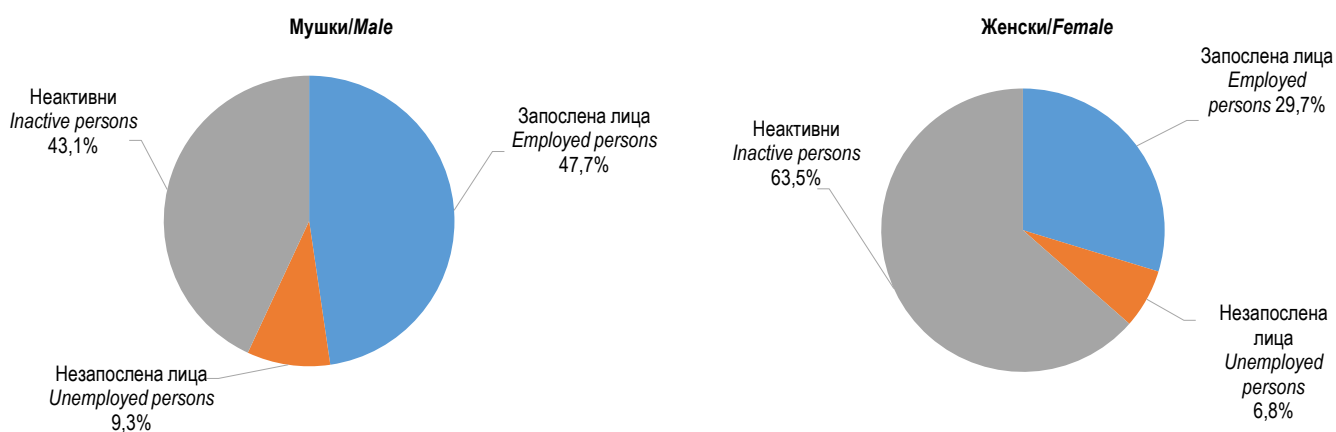 Мушки/Male
Неактивни
Inactive persons
43,1%
Запослена лица
Employed persons
47,7%
Незапослена лица
Unemployed persons
9,3%
Женски/Female
Запослена лица
Employed
persons 29,7%
Неактивни
Inactive persons
63,5%
Незапослена
лица
Unemployed
persons
6,8%